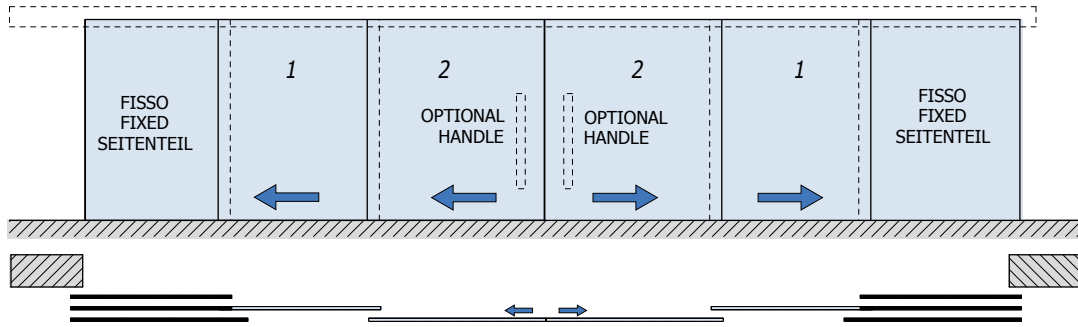 1
2
2
1
FISSO
FIXED
SEITENTEIL
OPTIONAL
HANDLE
OPTIONAL
HANDLE
FISSO
FIXED
SEITENTEIL